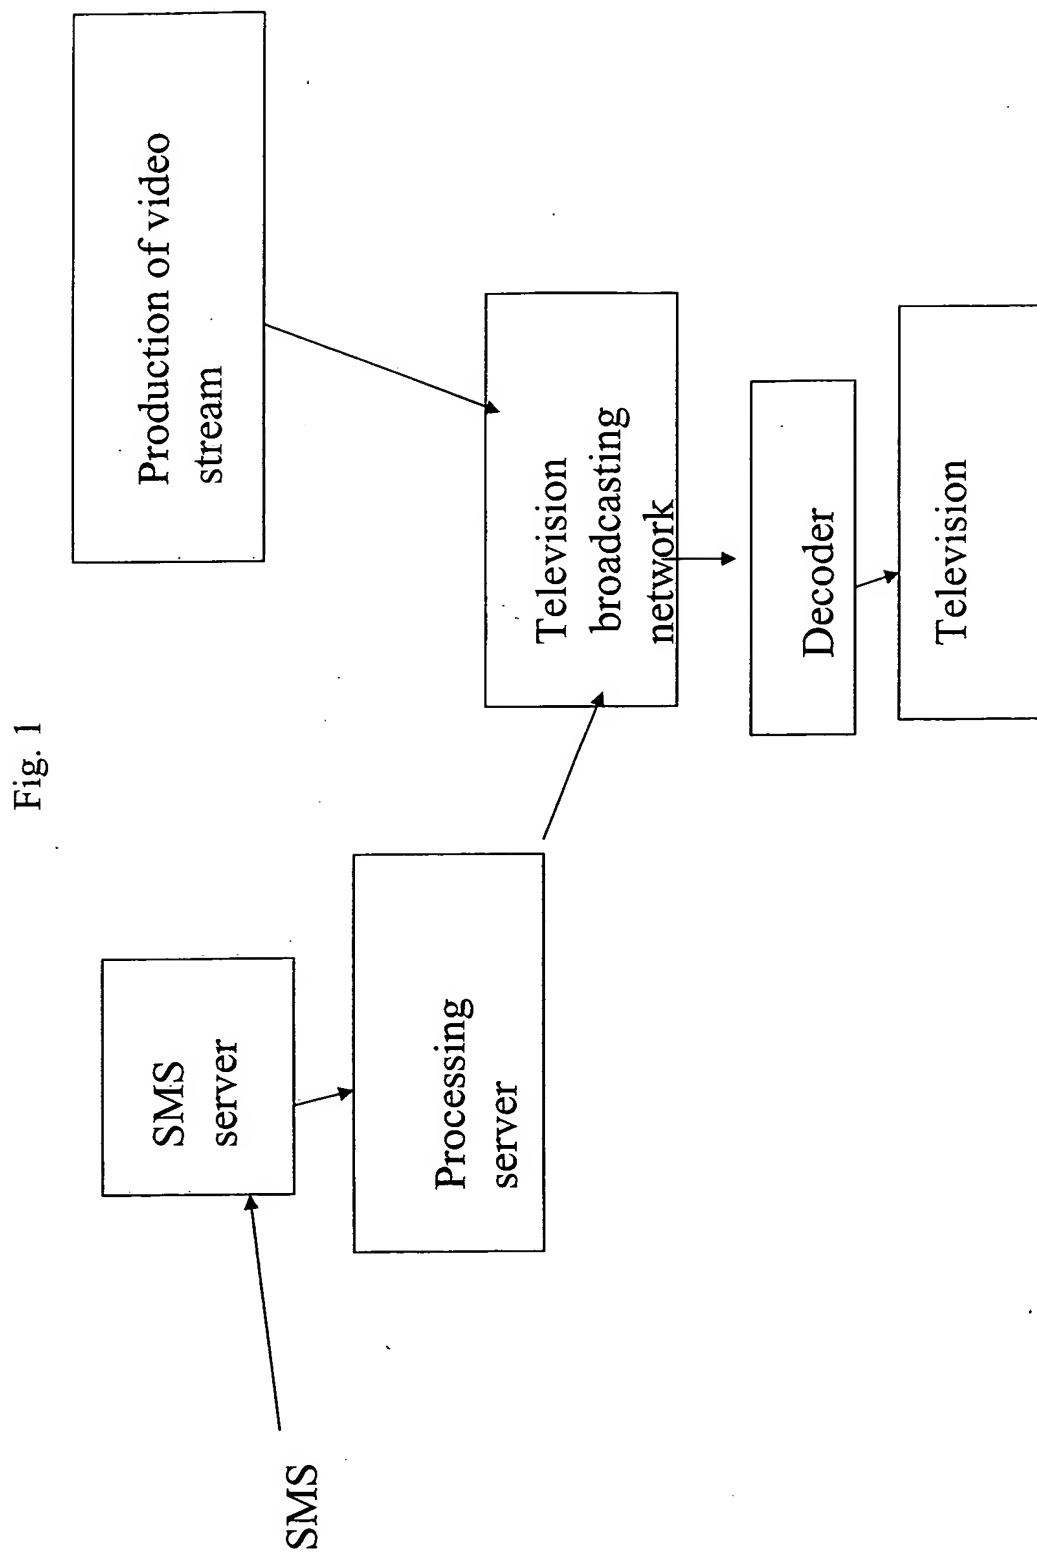 Fig. 1
SMS
SMS
server
Processing
server
Production of video
stream
Television
broadcasting
network
Decoder
Television